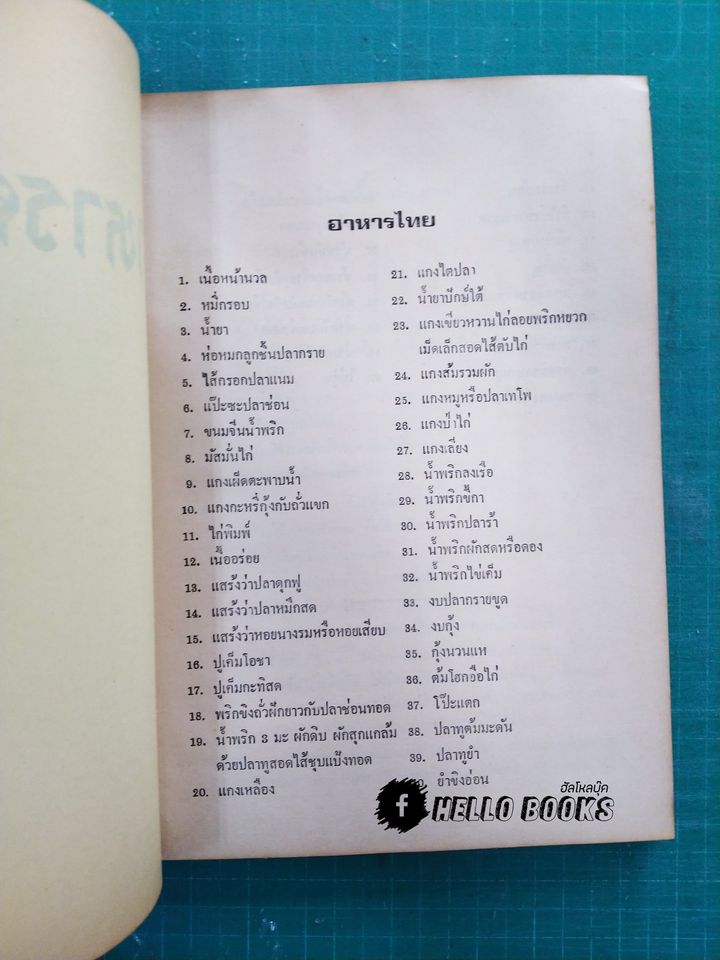 อาหารไทย
1. เนื้อหน้านวล
2. หมี่กรอบ
3. น้ำยา
4. ห่อหมกลูกชิ้นปลากราย
5. ไส้กรอกปลาแนม
6. แป๊ะซะปลาช่อน
7. ขนมจีนน้ำพริก
8. มัสมั่นไก่
9. แกงเผ็ดตะพาบน้ำ
10. แกงกะหรี่กุ้งกับถั่วแขก
11. ไก่พิมพ์
12. เนื้ออร่อย
13. แสร้งว่าปลาดุกฟู
14. แสร้งว่าปลาหมึกสด
15. แสร้งว่าหอยนางรมหรือหอยเสียบ
16. ปูเค็มโอชา
17. ปูเค็มกะทิสด
18. พริกขิงถั่วฝักยาวกับปลาช่อนทอด
19. น้ำพริก 3 มะ ผักดิบ ผักสุกแกล้ม
ด้วยปลาทูสอดไส้ชุบแป้งทอด
20. แกงเหลือง
21. แกงไตปลา
22. น้ำยาปักษ์ใต้
23. แกงเขียวหวานไก่ลอยพริกหยวก
เม็ดเล็กสอดไส้ตับไก่
24. แกงส้มรวมผัก
25. แกงหมูหรือปลาเทโพ
26. แกงป่าไก่
27. แกงเลียง
28. น้ำพริกลงเรือ
29. น้ำพริกขี้กา
30. น้ำพริกปลาร้า
31. น้ำพริกผักสดหรือดอง
32. น้ำพริกไข่เค็ม
33. งบปลากรายขูด
34. งบกุ้ง
35. กุ้งนวนแห
36. ต้มโฮกอือไก่
37. โป๊ะแตก
38. ปลาทูต้มมะดัน
39. ปลาทูยำ
ยำขิงอ่อน
ฮัลโหลบุ๊ค
f HELLO BOOKS